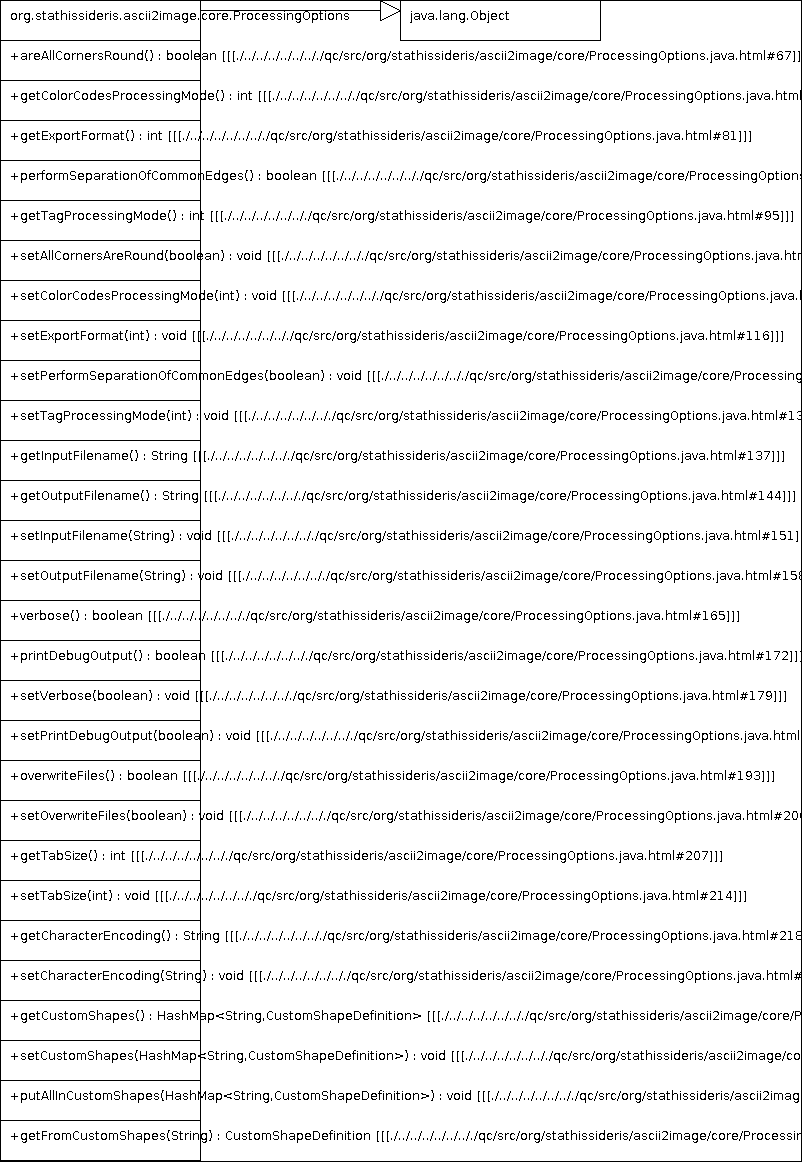 org.stathissideris.ascii2image.core.ProcessingOptions
java.lang.Object
+areAllCornersRound() : boolean [[[./../../../../../../../qc/src/org/stathissideris/ascii2image/core/ProcessingOptions.java.html#67]]
+getColorCodesProcessingMode() : int [[[./../../../../../../../qc/src/org/stathissideris/ascii2image/core/ProcessingOptions.java.html
+getExportFormat() : int [[[./../../../../../../../qc/src/org/stathissideris/ascii2image/core/ProcessingOptions.java.html#81]]]
+performSeparationOfCommonEdges() : boolean [[[./../../../../../../../qc/src/org/stathissideris/ascii2image/core/ProcessingOptions
+getTagProcessingMode() : int [[[./../../../../../../../qc/src/org/stathissideris/ascii2image/core/ProcessingOptions.java.html#95]]]
+setAllCornersAreRound(boolean) : void [[[./../../../../../../../qc/src/org/stathissideris/ascii2image/core/ProcessingOptions.java.htm
+setColorCodesProcessingMode(int) : void [[[./../../../../../../../qc/src/org/stathissideris/ascii2image/core/ProcessingOptions.java.
+setExportFormat(int) : void [[[./../../../../../../../qc/src/org/stathissideris/ascii2image/core/ProcessingOptions.java.html#116]]]
+setPerformSeparationOfCommonEdges(boolean) : void [[[./../../../../../../../qc/src/org/stathissideris/ascii2image/core/Processing
+setTagProcessingMode(int) : void [[[./../../../../../../../qc/src/org/stathissideris/ascii2image/core/ProcessingOptions.java.html#13
+getInputFilename() : String [[[./../../../../../../../qc/src/org/stathissideris/ascii2image/core/ProcessingOptions.java.html#137]]]
+getOutputFilename() : String [[[./../../../../../../../qc/src/org/stathissideris/ascii2image/core/ProcessingOptions.java.html#144]]]
+setInputFilename(String) : void [[[./../../../../../../../qc/src/org/stathissideris/ascii2image/core/ProcessingOptions.java.html#151]
+setOutputFilename(String) : void [[[./../../../../../../../qc/src/org/stathissideris/ascii2image/core/ProcessingOptions.java.html#158
+verbose() : boolean [[[./../../../../../../../qc/src/org/stathissideris/ascii2image/core/ProcessingOptions.java.html#165]]]
+printDebugOutput() : boolean [[[./../../../../../../../qc/src/org/stathissideris/ascii2image/core/ProcessingOptions.java.html#172]]]
+setVerbose(boolean) : void [[[./../../../../../../../qc/src/org/stathissideris/ascii2image/core/ProcessingOptions.java.html#179]]]
+setPrintDebugOutput(boolean) : void [[[./../../../../../../../qc/src/org/stathissideris/ascii2image/core/ProcessingOptions.java.html
+overwriteFiles() : boolean [[[./../../../../../../../qc/src/org/stathissideris/ascii2image/core/ProcessingOptions.java.html#193]]]
+setOverwriteFiles(boolean) : void [[[./../../../../../../../qc/src/org/stathissideris/ascii2image/core/ProcessingOptions.java.html#200
+getTabSize() : int [[[./../../../../../../../qc/src/org/stathissideris/ascii2image/core/ProcessingOptions.java.html#207]]]
+setTabSize(int) : void [[[./../../../../../../../qc/src/org/stathissideris/ascii2image/core/ProcessingOptions.java.html#214]]]
+getCharacterEncoding() : String [[[./../../../../../../../qc/src/org/stathissideris/ascii2image/core/ProcessingOptions.java.html#218
+setCharacterEncoding(String) : void [[[./../../../../../../../qc/src/org/stathissideris/ascii2image/core/ProcessingOptions.java.html#
+getCustomShapes() : HashMap<String,CustomShapeDefinition> [[[./../../../../../../../qc/src/org/stathissideris/ascii2image/core/P
+setCustomShapes(HashMap<String,CustomShapeDefinition>) : void [[[./../../../../../../../qc/src/org/stathissideris/ascii2image/co
+putAllInCustomShapes(HashMap<String,CustomShapeDefinition>) : void [[[./../../../../../../../qc/src/org/stathissideris/ascii2imag
+getFromCustomShapes(String) : CustomShapeDefinition [[[./../../../../../../../qc/src/org/stathissideris/ascii2image/core/Processin